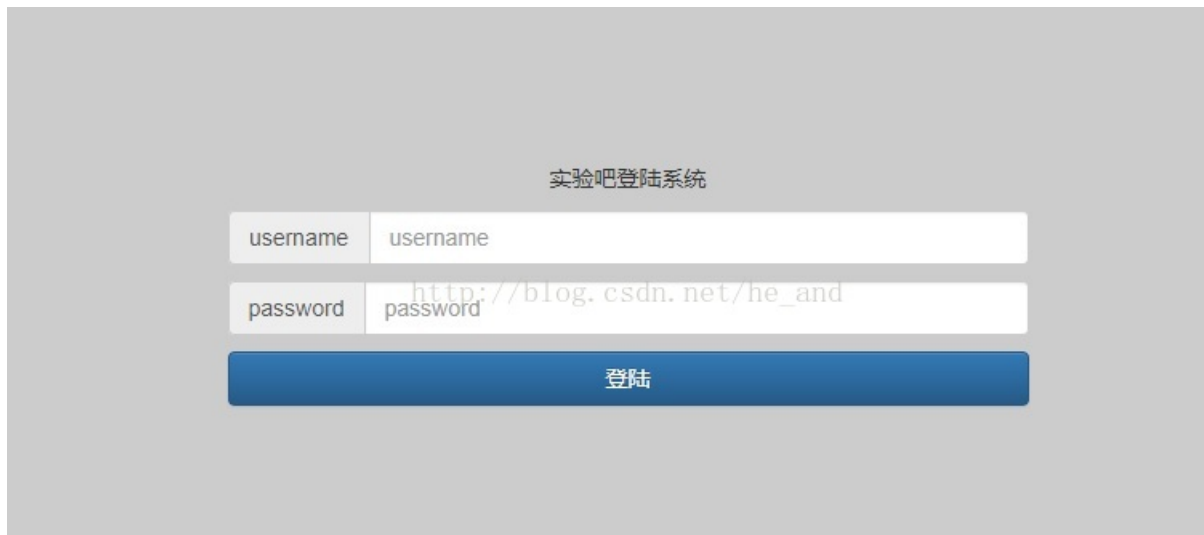 实验吧登陆系统
username username
http://blog.csdn.net/he_and
password password
登陆